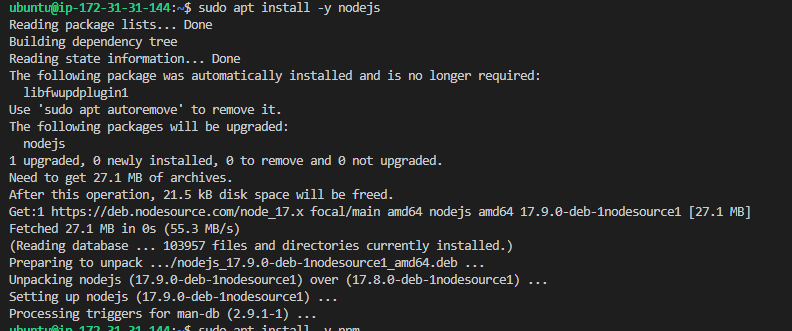 ubuntu@ip-172-31-31-144:~$ sudo apt install -y nodejs
Reading package lists... Done
Building dependency tree
Reading state information... Done
The following package was automatically installed and is no longer required:
  libfwupdplugin1
Use 'sudo apt autoremove' to remove it.
The following packages will be upgraded:
  nodejs
1 upgraded, 0 newly installed, 0 to remove and 0 not upgraded.
Need to get 27.1 MB of archives.
After this operation, 21.5 kB disk space will be freed.
Get:1 https://deb.nodesource.com/node_17.x focal/main amd64 nodejs amd64 17.9.0-deb-1nodesource1 [27.1 MB]
Fetched 27.1 MB in 0s (55.3 MB/s)
(Reading database ... 103957 files and directories currently installed.)
Preparing to unpack .../nodejs_17.9.0-deb-1nodesource1_amd64.deb ...
Unpacking nodejs (17.9.0-deb-1nodesource1) over (17.8.0-deb-1nodesource1) ...
Setting up nodejs (17.9.0-deb-1nodesource1) ...
Processing triggers for man-db (2.9.1-1) ...
ubuntu@ip-172-31-31-144:~$ sudo apt install -y npm